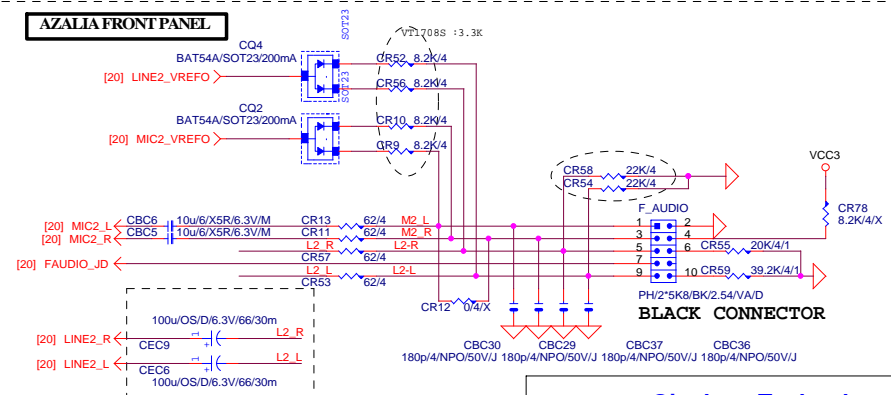 AZALIA FRONT PANEL
SOT23
VT1708S :3.3K
CQ4
BAT54A/SOT23/200mA
[20] LINE2_VREFO
CR52 8.2K/4
SOT23
CR56 8.2K/4
CQ2
BAT54A/SOT23/200mA
[20] MIC2_VREFO
CR10 8.2K/4
CR9 8.2K/4
VCC3
CR58 22K/4
CR54 22K/4
CR78
8.2K/4/X
F_AUDIO
[20] MIC2_L CBC6 10u/6/X5R/6.3V/M CR13 62/4 M2_L 1 2
[20] MIC2_R CBC5 10u/6/X5R/6.3V/M CR11 62/4 M2_R 3 4
L2_R 62/4 L2-R 5 6 CR55 20K/4/1
[20] FAUDIO_JD CR57 62/4 7
L2_L L2-L 9 10 CR59 39.2K/4/1
CR53 62/4
CR12 0/4/X
PH/2*5K8/BK/2.54/VA/D
BLACK CONNECTOR
100u/OS/D/6.3V/66/30m
[20] LINE2_R 1 + L2_R
CEC9
[20] LINE2_L 1 + L2_L
CEC6
100u/OS/D/6.3V/66/30m
CBC30 CBC29 CBC37 CBC36
180p/4/NPO/50V/J 180p/4/NPO/50V/J 180p/4/NPO/50V/J 180p/4/NPO/50V/J